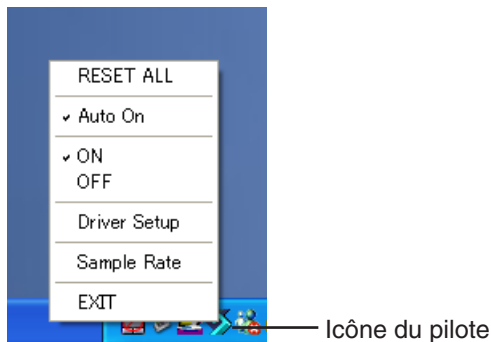 RESET ALL
Auto On
ON
OFF
Driver Setup
Sample Rate
EXIT
Icône du pilote